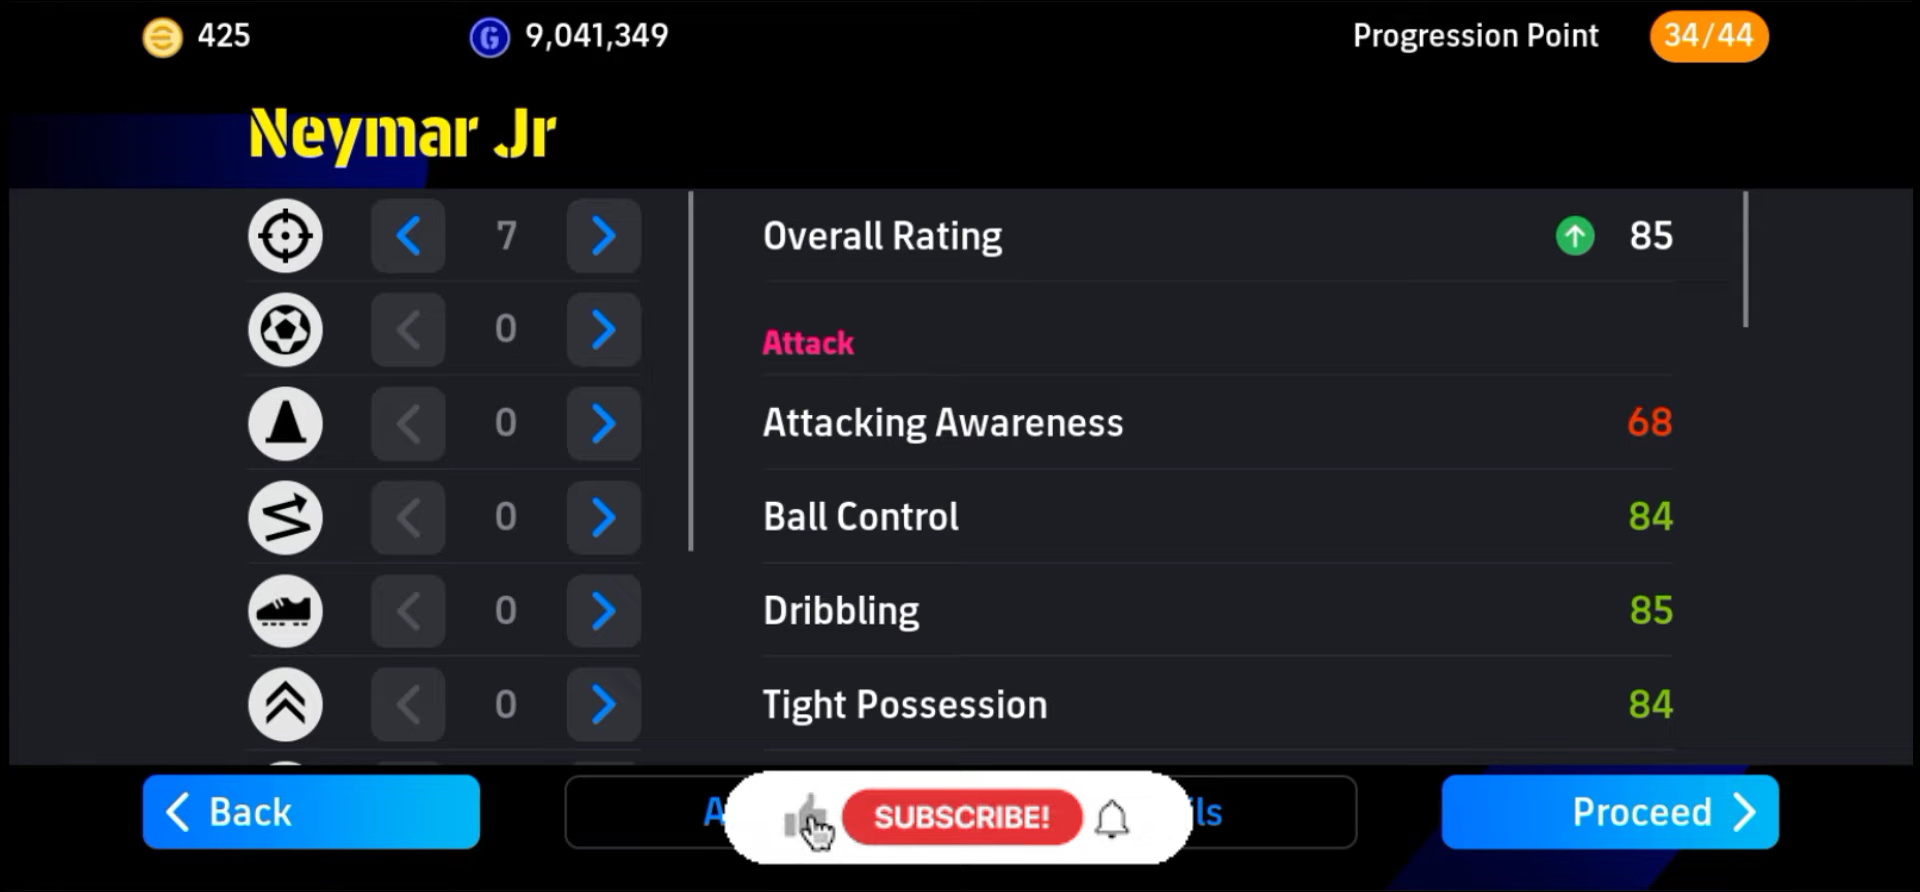 425 9,041,349 Progression Point 34/44
Neymar Jr
7 Overall Rating 85
0
Attack
0 Attacking Awareness 68
0 Ball Control 84
0 Dribbling 85
0 Tight Possession 84
Back SUBSCRIBE! Proceed